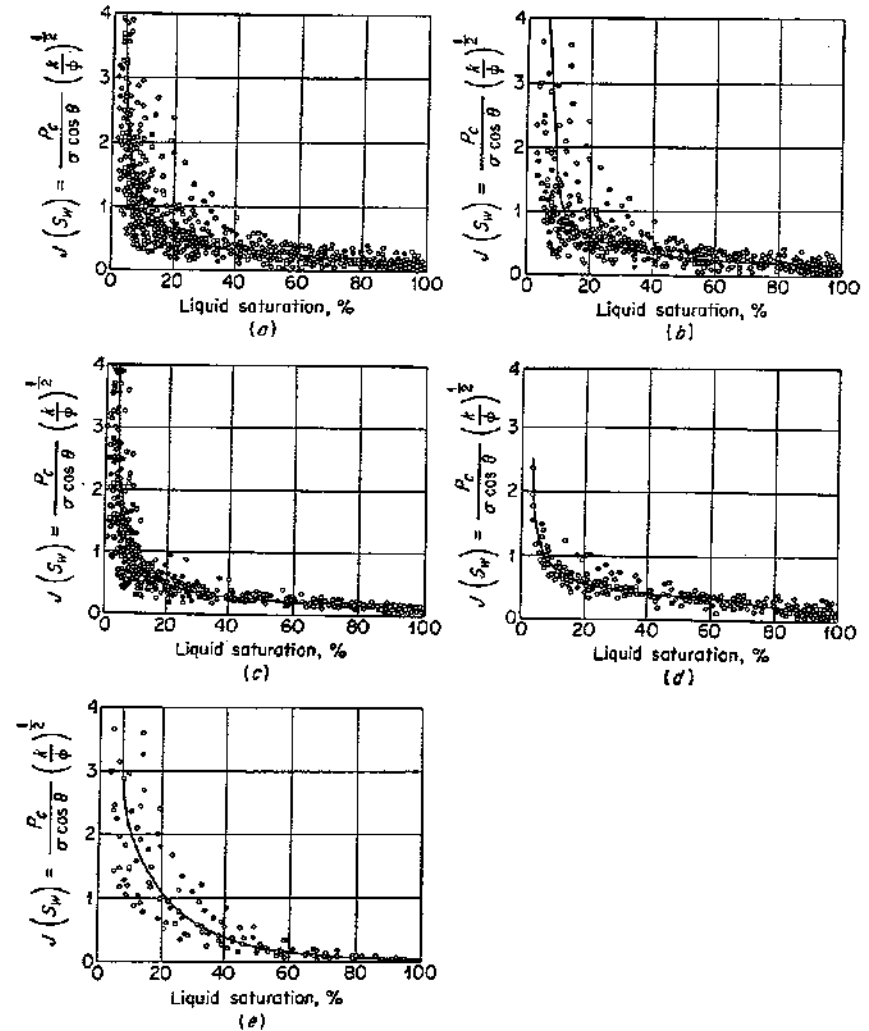 J (S_W) = P_c / σ cos θ (k/φ)^1/2
4
3
2
1
0
0 20 40 60 80 100
Liquid saturation, %
(a)
J (S_W) = P_c / σ cos θ (k/φ)^1/2
4
3
2
1
0
0 20 40 60 80 100
Liquid saturation, %
(b)
J (S_W) = P_c / σ cos θ (k/φ)^1/2
4
3
2
1
0
0 20 40 60 80 100
Liquid saturation, %
(c)
J (S_W) = P_c / σ cos θ (k/φ)^1/2
4
3
2
1
0
0 20 40 60 80 100
Liquid saturation, %
(d)
J (S_W) = P_c / σ cos θ (k/φ)^1/2
4
3
2
1
0
0 20 40 60 80 100
Liquid saturation, %
(e)